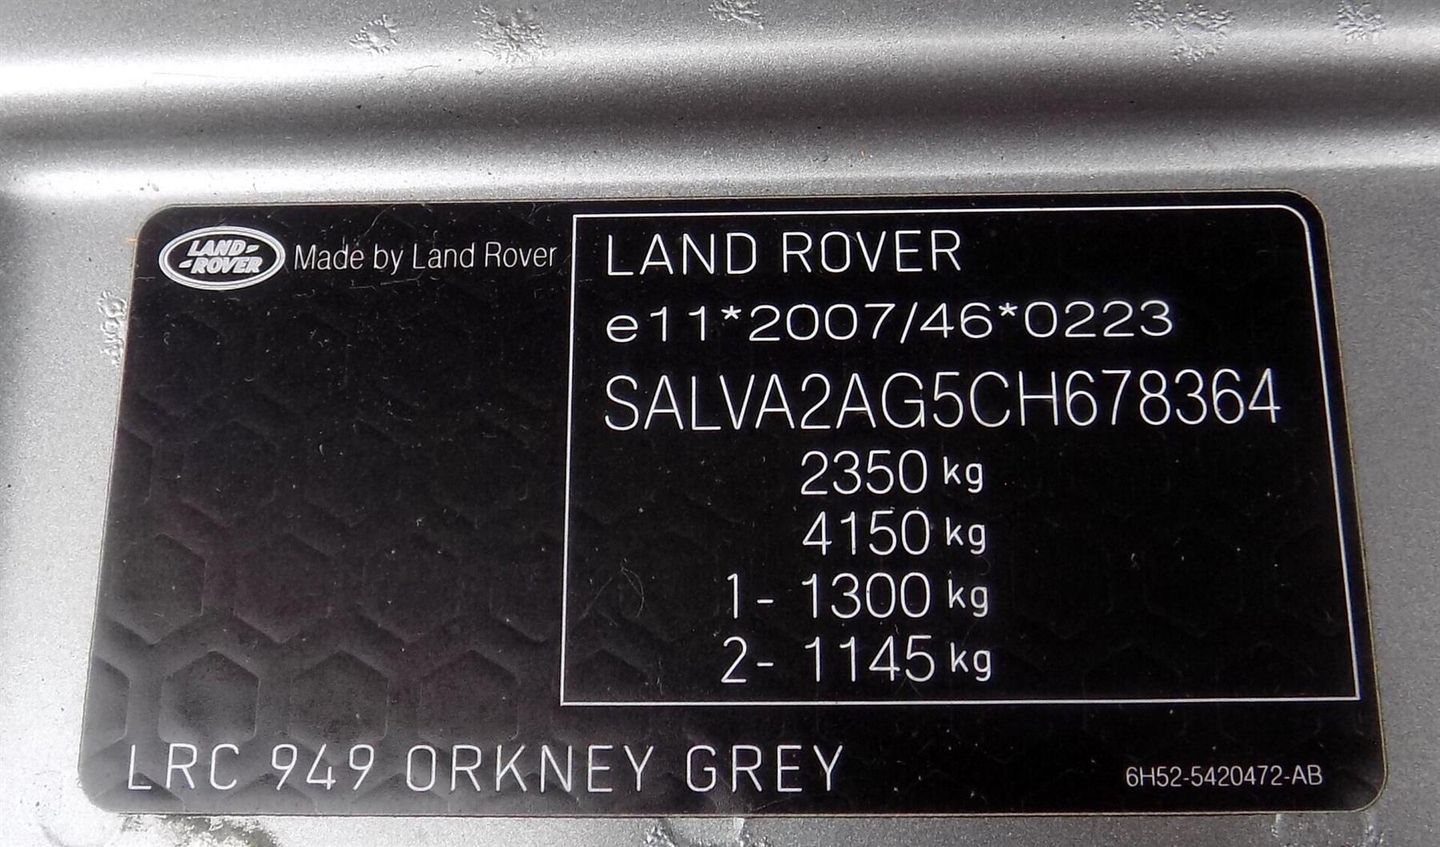 LAND-
-ROVER
Made by Land Rover
LAND ROVER
e11*2007/46*0223
SALVA2AG5CH678364
2350 kg
4150 kg
1- 1300 kg
2- 1145 kg
LRC 949 ORKNEY GREY
6H52-5420472-AB